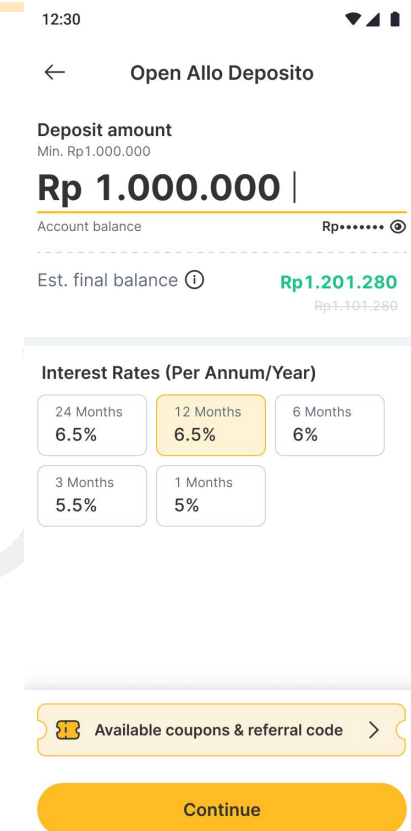 12:30
Open Allo Deposito
Deposit amount
Min. Rp1.000.000
Rp 1.000.000
Account balance Rp•••••••
Est. final balance Rp1.201.280
Rp1.101.280
Interest Rates (Per Annum/Year)
24 Months 12 Months 6 Months
6.5% 6.5% 6%
3 Months 1 Months
5.5% 5%
Available coupons & referral code
Continue